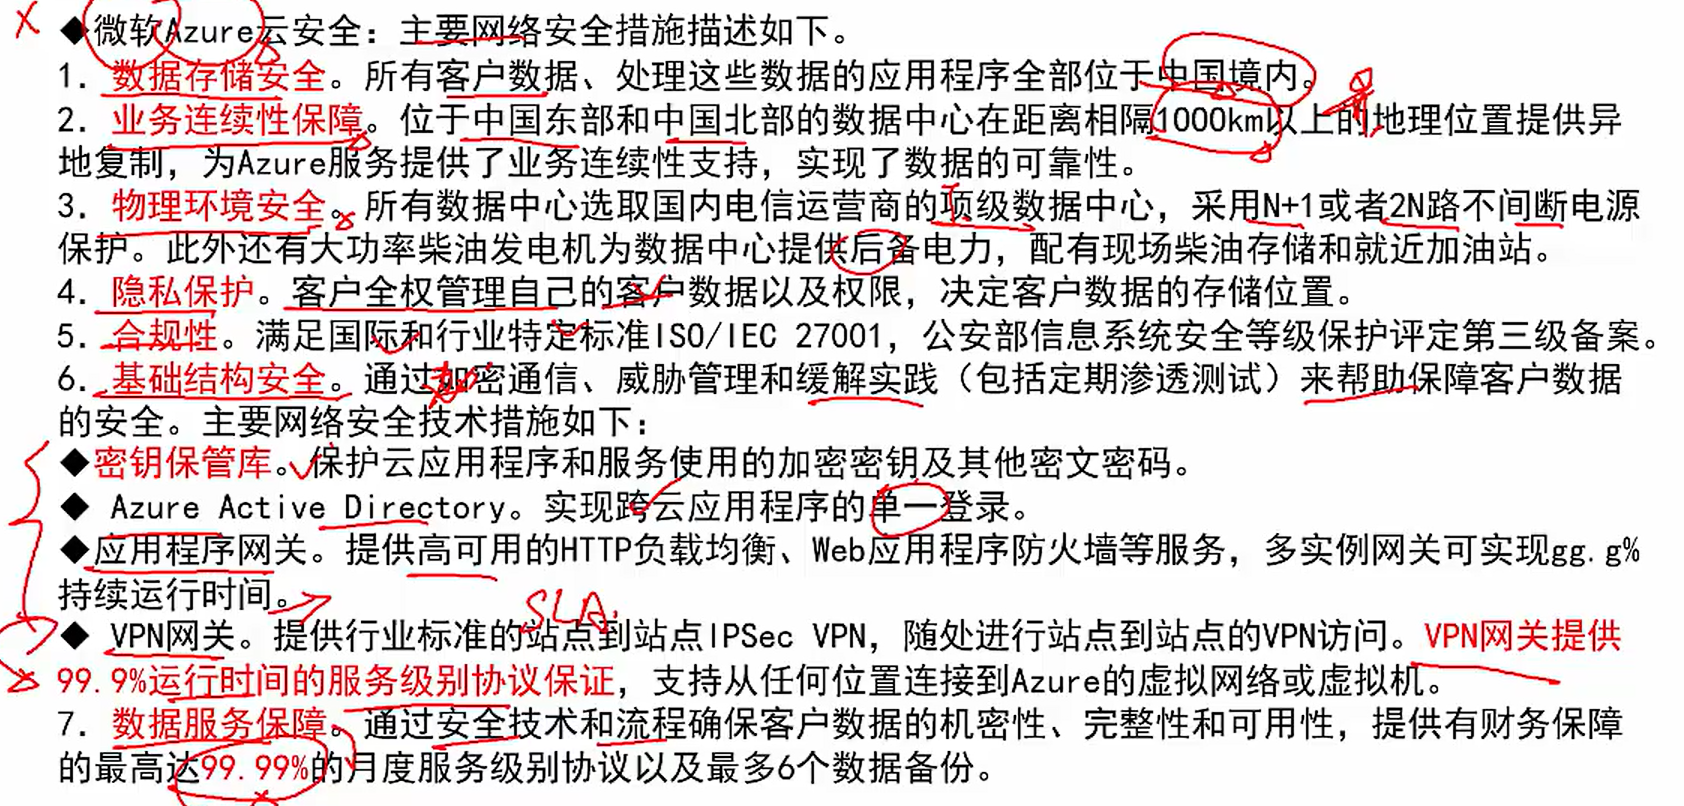 ◆微软Azure云安全：主要网络安全措施描述如下。
1. 数据存储安全。所有客户数据、处理这些数据的应用程序全部位于中国境内。
2. 业务连续性保障。位于中国东部和中国北部的数据中心在距离相隔1000km以上的地理位置提供异
地复制，为Azure服务提供了业务连续性支持，实现了数据的可靠性。
3. 物理环境安全。所有数据中心选取国内电信运营商的顶级数据中心，采用N+1或者2N路不间断电源
保护。此外还有大功率柴油发电机为数据中心提供后备电力，配有现场柴油存储和就近加油站。
4. 隐私保护。客户全权管理自己的客户数据以及权限，决定客户数据的存储位置。
5. 合规性。满足国际和行业特定标准ISO/IEC 27001，公安部信息系统安全等级保护评定第三级备案。
6. 基础结构安全。通过加密通信、威胁管理和缓解实践（包括定期渗透测试）来帮助保障客户数据
的安全。主要网络安全技术措施如下：
◆密钥保管库。保护云应用程序和服务使用的加密密钥及其他密文密码。
◆ Azure Active Directory。实现跨云应用程序的单一登录。
◆应用程序网关。提供高可用的HTTP负载均衡、Web应用程序防火墙等服务，多实例网关可实现gg.g%
持续运行时间。
SLA
◆ VPN网关。提供行业标准的站点到站点IPSec VPN，随处进行站点到站点的VPN访问。VPN网关提供
99.9%运行时间的服务级别协议保证，支持从任何位置连接到Azure的虚拟网络或虚拟机。
7. 数据服务保障。通过安全技术和流程确保客户数据的机密性、完整性和可用性，提供有财务保障
的最高达99.99%的月度服务级别协议以及最多6个数据备份。